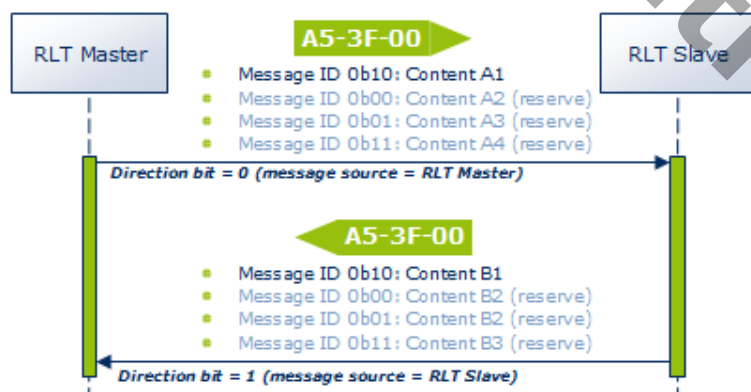 A5-3F-00
RLT Master
RLT Slave
Message ID 0b10: Content A1
Message ID 0b00: Content A2 (reserve)
Message ID 0b01: Content A3 (reserve)
Message ID 0b11: Content A4 (reserve)
Direction bit = 0 (message source = RLT Master)
A5-3F-00
Message ID 0b10: Content B1
Message ID 0b00: Content B2 (reserve)
Message ID 0b01: Content B2 (reserve)
Message ID 0b11: Content B3 (reserve)
Direction bit = 1 (message source = RLT Slave)